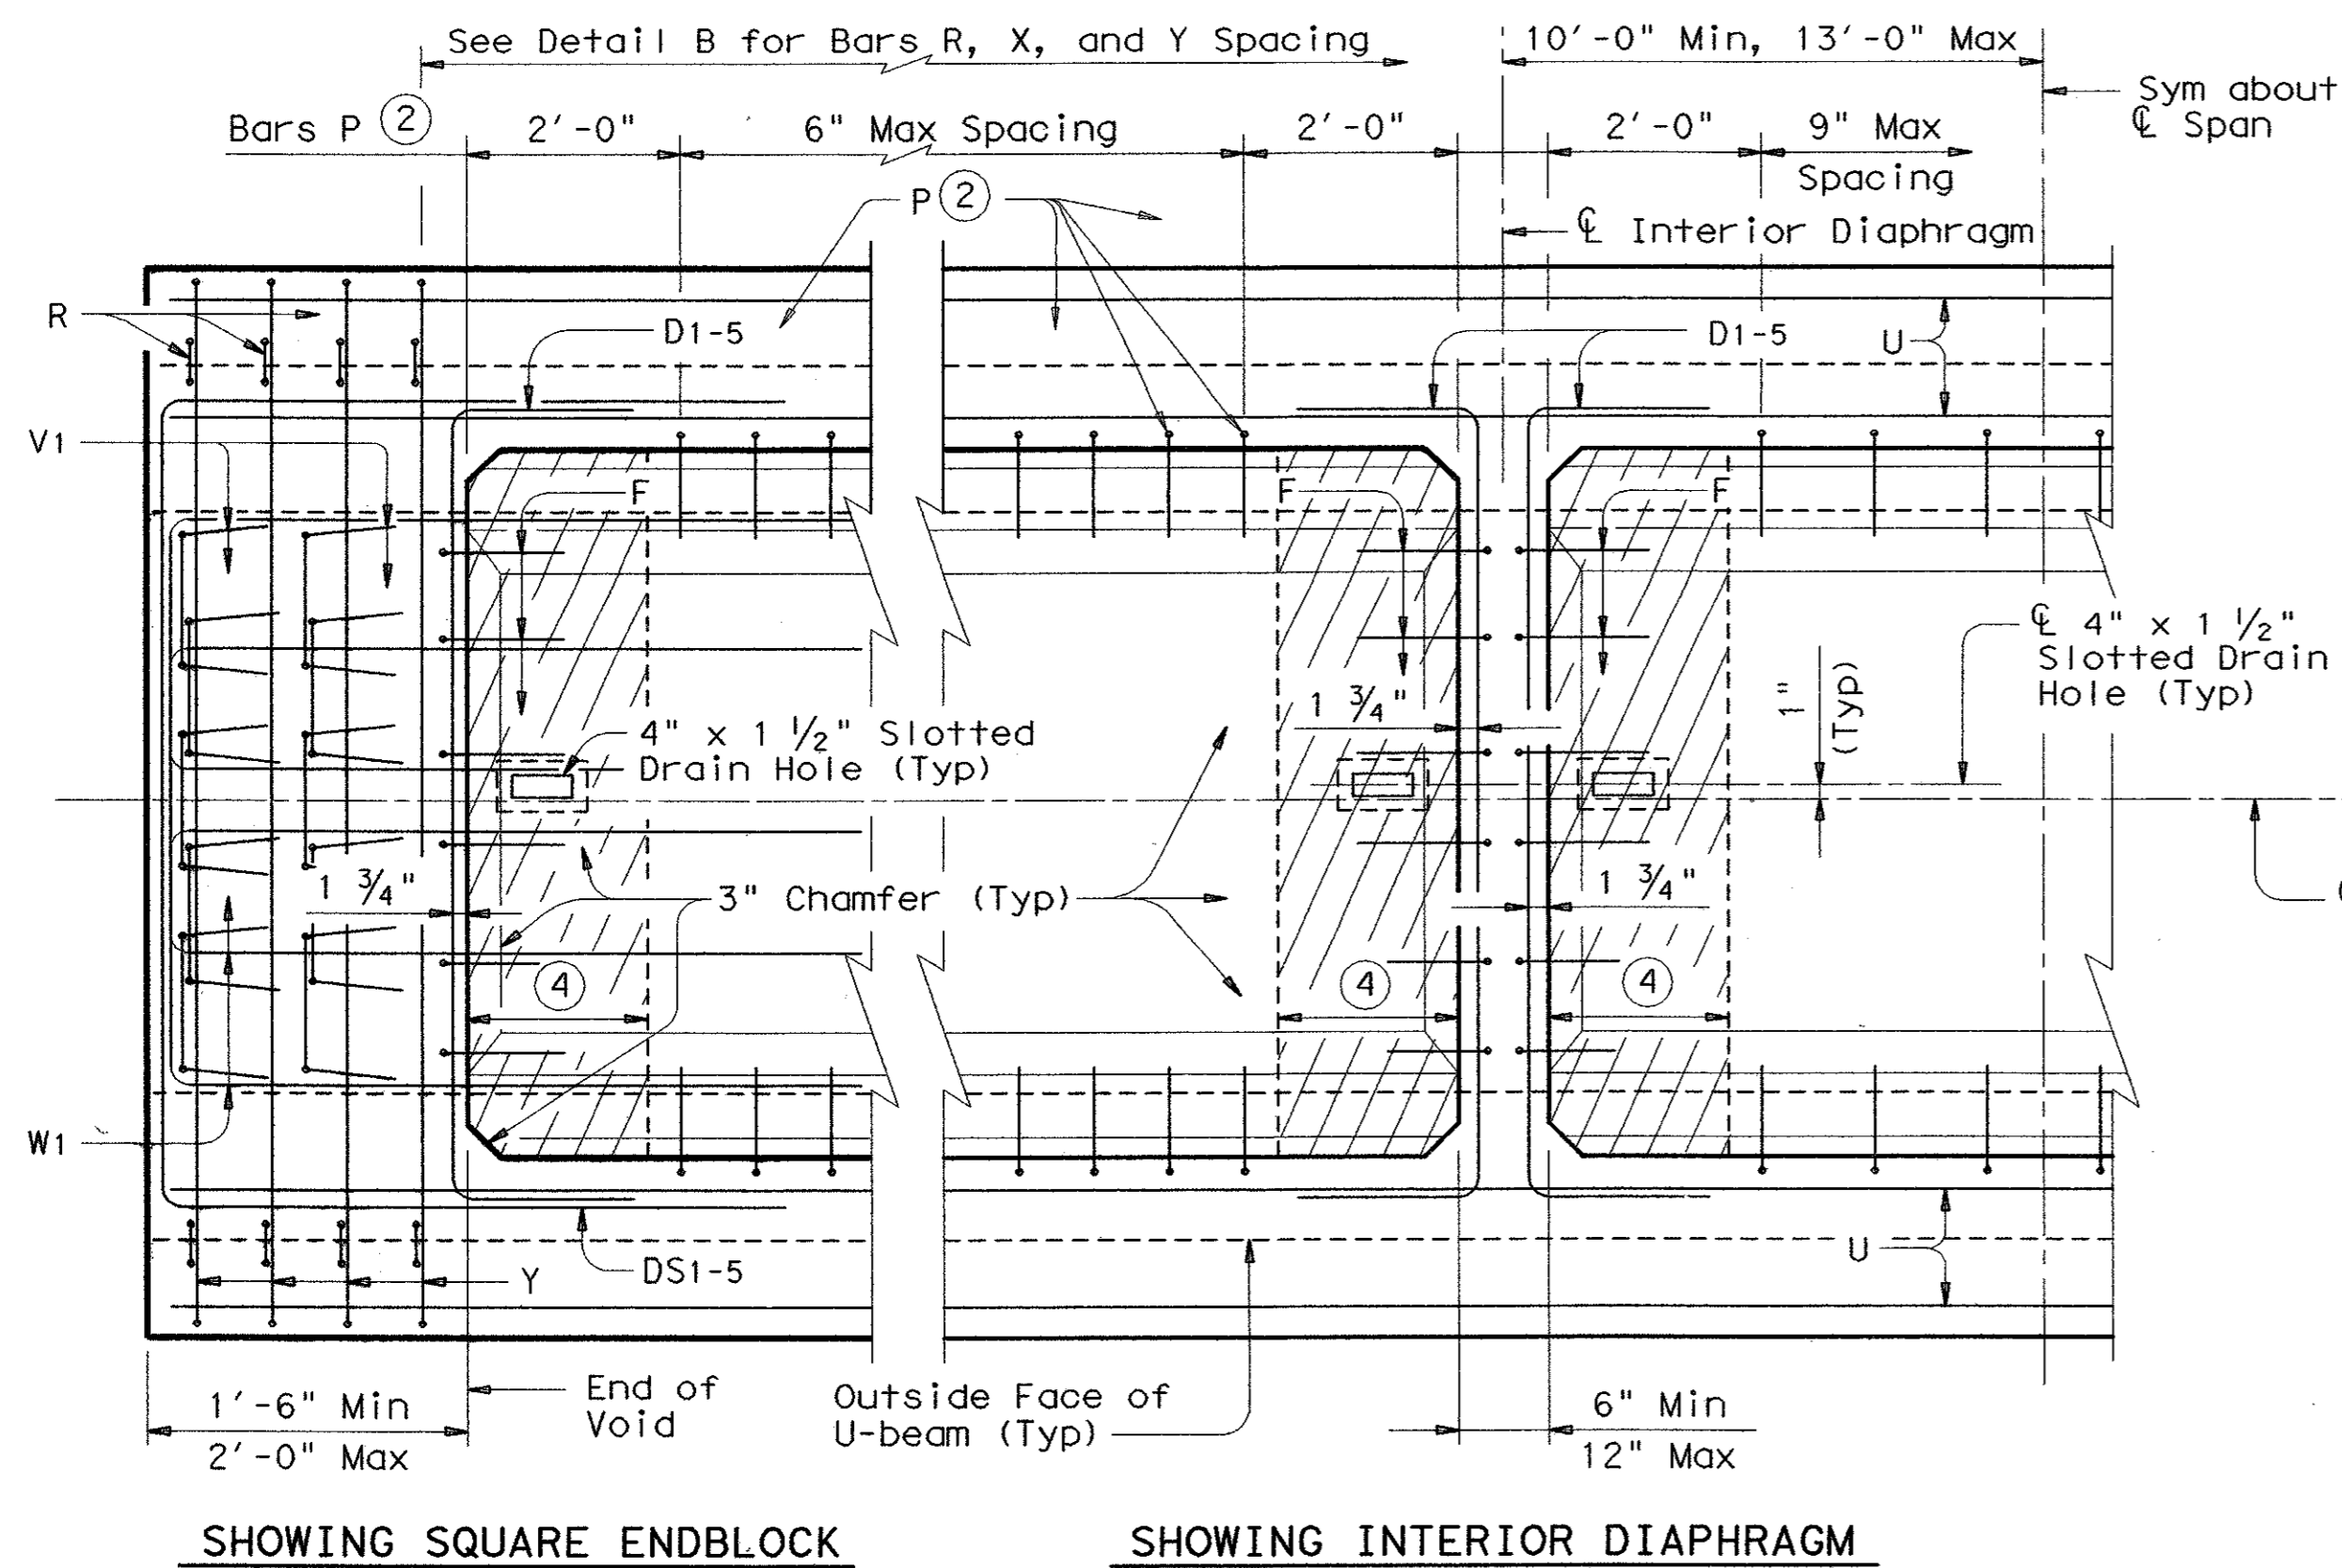 See Detail B for Bars R, X, and Y Spacing
10'-0" Min, 13'-0" Max
Sym about
℄ Span
Bars P ②
2'-0"
6" Max Spacing
2'-0"
2'-0"
9" Max
Spacing
P ②
℄ Interior Diaphragm
R
D1-5
D1-5
U
V1
F
F
F
℄ 4" x 1 1/2"
Slotted Drain
Hole (Typ)
1"
(Typ)
4" x 1 1/2" Slotted
Drain Hole (Typ)
1 3/4"
1 3/4"
3" Chamfer (Typ)
1 3/4"
④
④
④
W1
Y
DS1-5
U
1'-6" Min
2'-0" Max
End of
Void
Outside Face of
U-beam (Typ)
6" Min
12" Max
SHOWING SQUARE ENDBLOCK
SHOWING INTERIOR DIAPHRAGM